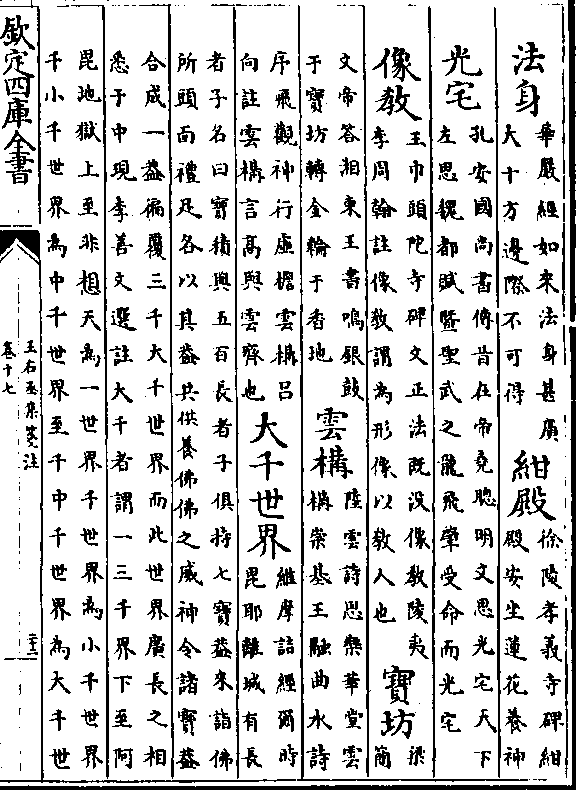 法身華嚴經如來法身甚廣大十方邊際不可得紺殿徐陵孝義寺碑紺殿安坐蓮花養神
光宅孔安國尚書傳昔在帝堯聰明文思光宅天下左思魏都賦暨聖武之龍飛肇受命而光宅
像教王巾頭陀寺碑文正法既没像教陵夷李周翰註像教謂為形像以教人也寶坊梁簡
文帝答湘東王書鳴銀鼓于寶坊轉金輪于香地雲構陸雲詩思樂華堂雲構崇基王融曲水詩
序飛觀神行虛檐雲構吕向註雲構言高與雲齊也大千世界維摩詰經爾時毘耶離城有長
者子名曰寶積與五百長者子俱持七寶葢來詣佛所頭面禮足各以其葢共供養佛佛之威神令諸寶葢
合成一葢徧覆三千大千世界而此世界廣長之相悉于中現李善文選註大千者謂一三千界下至阿
毘地獄上至非想天為一世界千世界為小千世界千小千世界為中千世界至千中千世界為大千世
欽定四庫全書
王右丞集箋注
卷十七